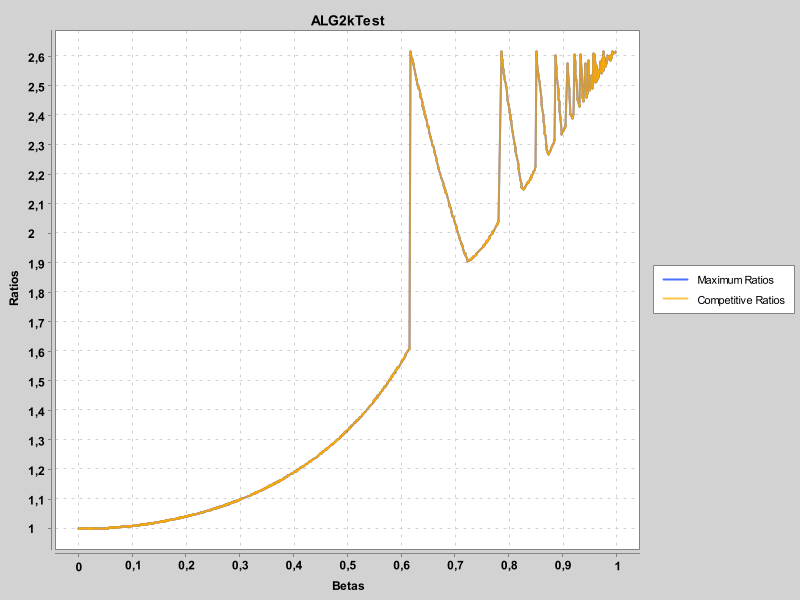 ALG2kTest
2,6
2,5
2,4
2,3
2,2
2,1
2
1,9
1,8
1,7
1,6
1,5
1,4
1,3
1,2
1,1
1
Ratios
0 0,1 0,2 0,3 0,4 0,5 0,6 0,7 0,8 0,9 1
Betas
Maximum Ratios
Competitive Ratios